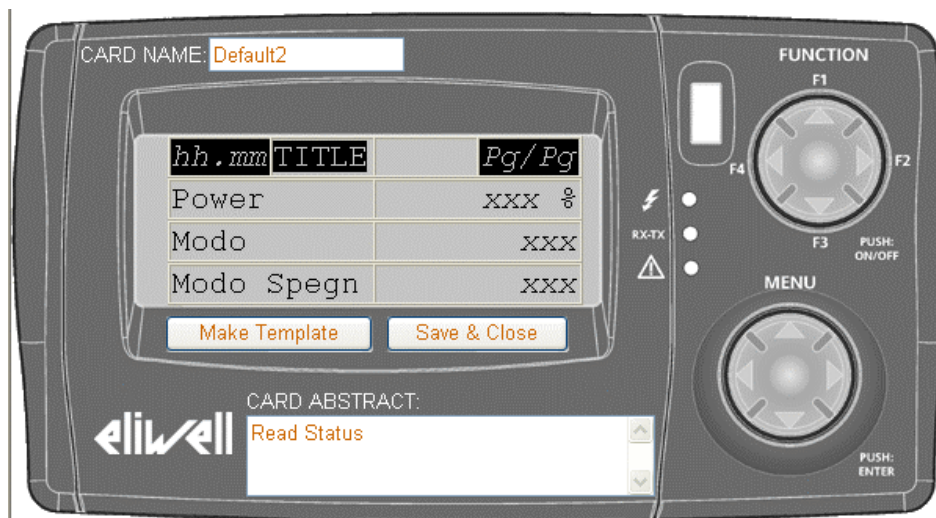 CARD NAME: Default2
hh.mm TITLE Pg/Pg
Power xxx %
Modo xxx
Modo Spegn xxx
Make Template Save & Close
CARD ABSTRACT:
Read Status
eliwell
FUNCTION
F1
F2
F4
F3
PUSH:
ON/OFF
RX-TX
MENU
PUSH:
ENTER